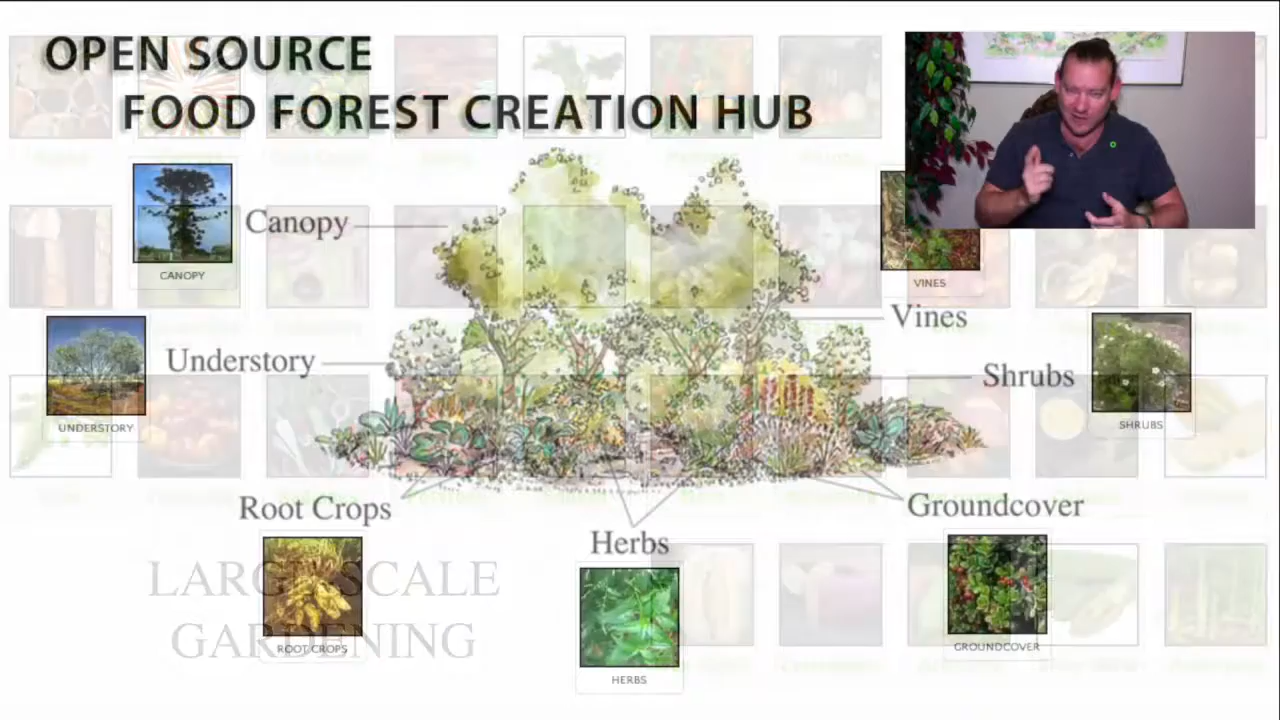 OPEN SOURCE
FOOD FOREST CREATION HUB
Canopy
CANOPY
VINES
Vines
Understory
UNDERSTORY
Shrubs
SHRUBS
Root Crops
ROOT CROPS
Herbs
HERBS
Groundcover
GROUNDCOVER
LARGE SCALE
GARDENING